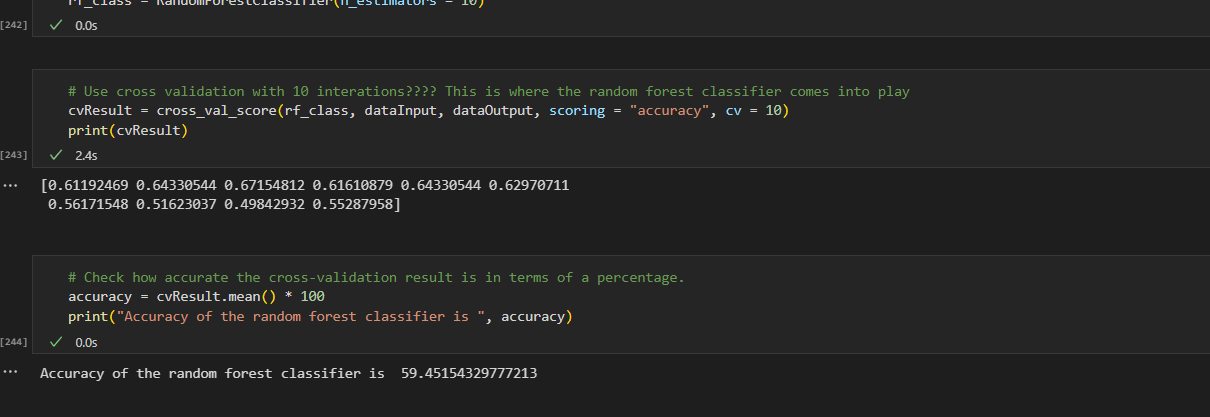 rf_class = RandomForestClassifier(n_estimators = 10)
[242]
✓ 0.0s
# Use cross validation with 10 interations???? This is where the random forest classifier comes into play
cvResult = cross_val_score(rf_class, dataInput, dataOutput, scoring = "accuracy", cv = 10)
print(cvResult)
[243]
✓ 2.4s
... [0.61192469 0.64330544 0.67154812 0.61610879 0.64330544 0.62970711
0.56171548 0.51623037 0.49842932 0.55287958]
# Check how accurate the cross-validation result is in terms of a percentage.
accuracy = cvResult.mean() * 100
print("Accuracy of the random forest classifier is ", accuracy)
[244]
✓ 0.0s
... Accuracy of the random forest classifier is  59.45154329777213